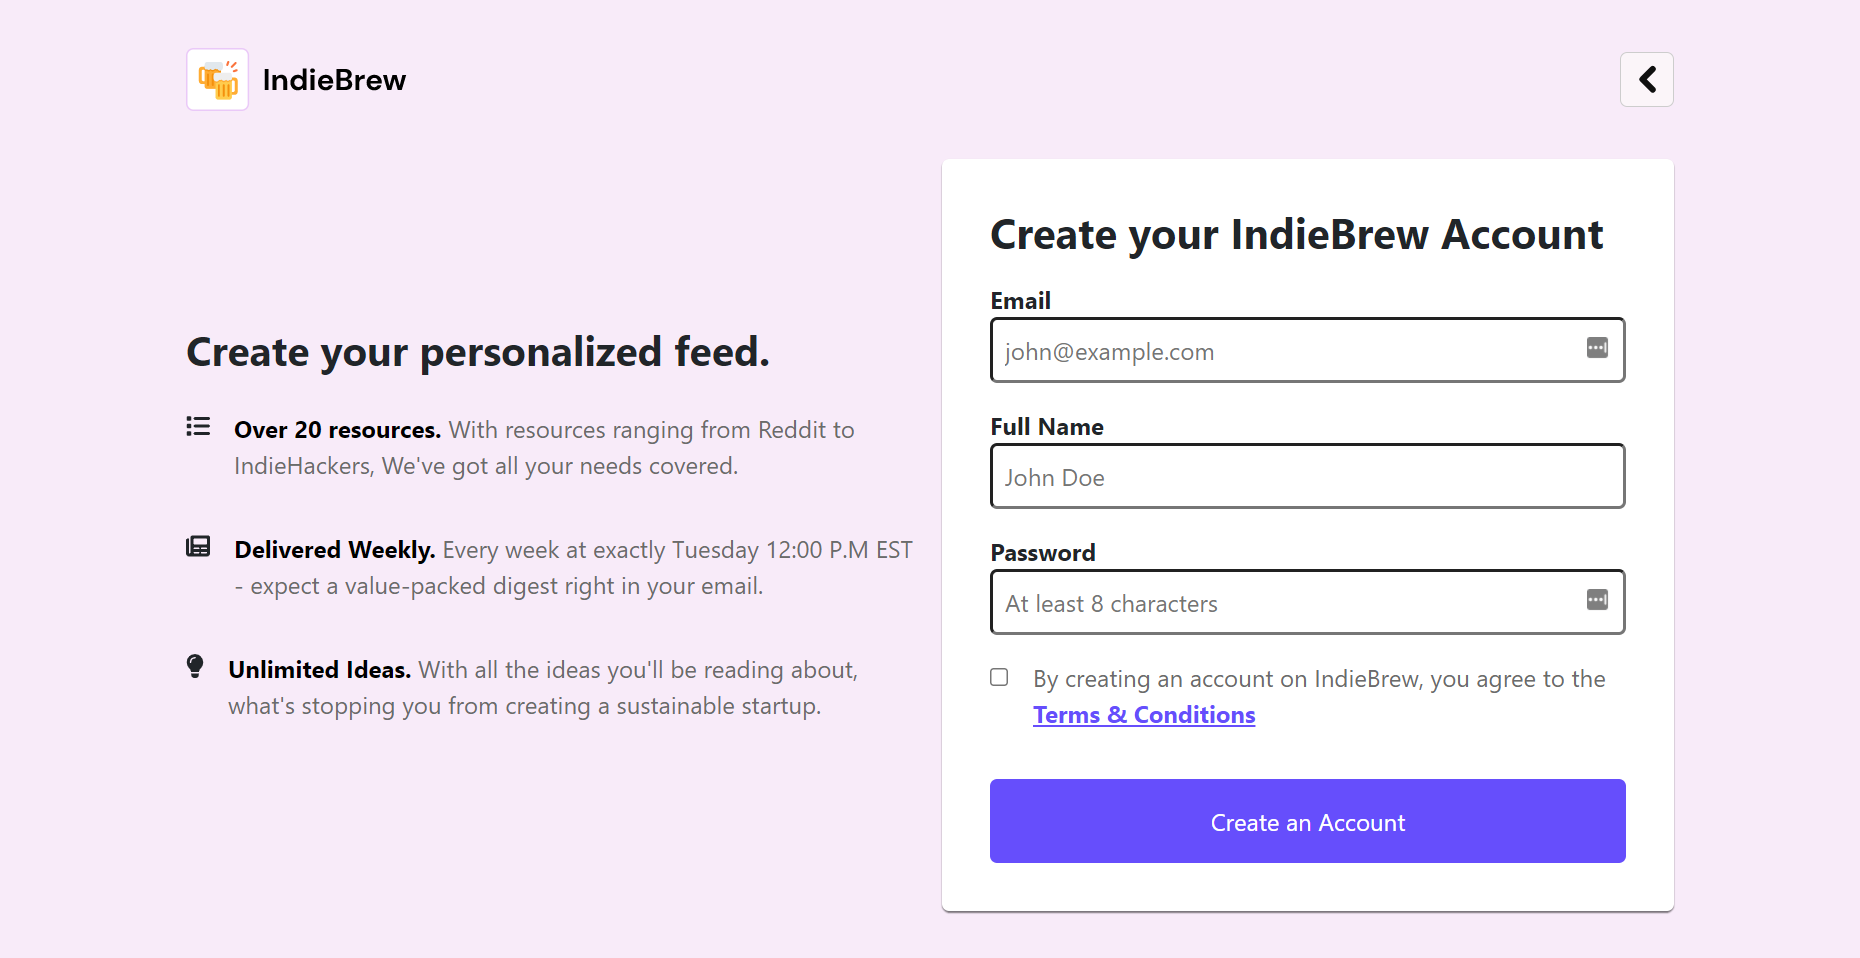 IndieBrew
Create your personalized feed.
Over 20 resources. With resources ranging from Reddit to
IndieHackers, We've got all your needs covered.
Delivered Weekly. Every week at exactly Tuesday 12:00 P.M EST
- expect a value-packed digest right in your email.
Unlimited Ideas. With all the ideas you'll be reading about,
what's stopping you from creating a sustainable startup.
Create your IndieBrew Account
Email
john@example.com
Full Name
John Doe
Password
At least 8 characters
By creating an account on IndieBrew, you agree to the
Terms & Conditions
Create an Account